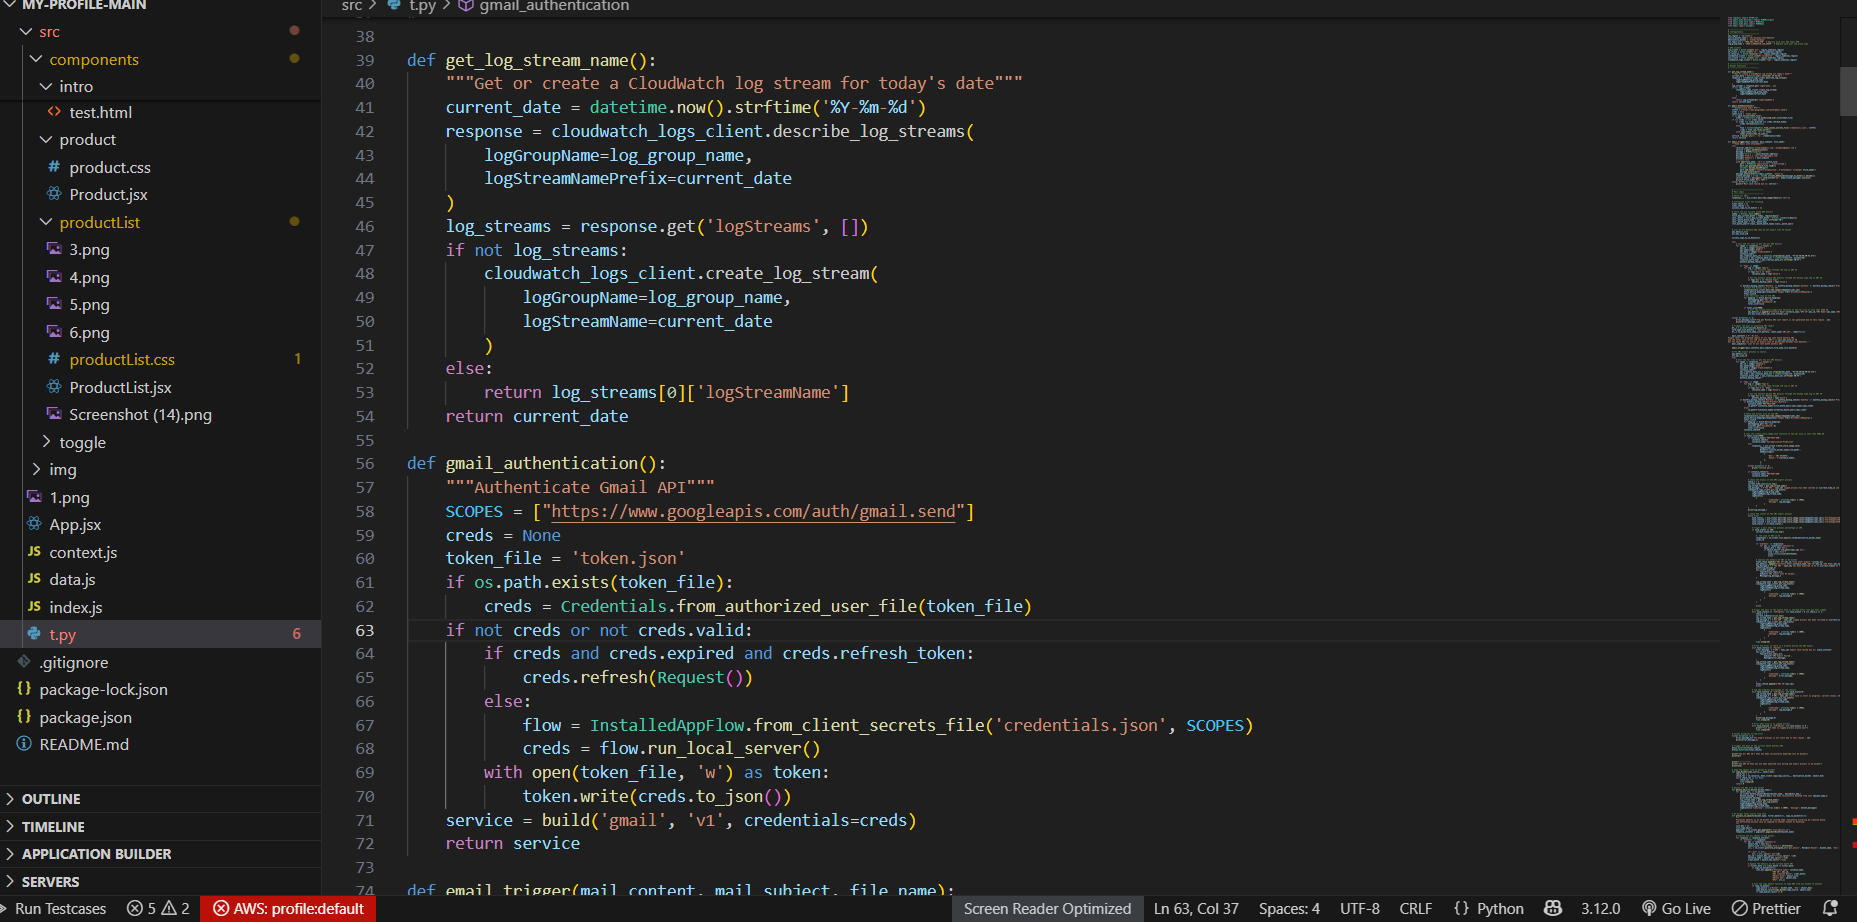 MY-PROFILE-MAIN
src
components
intro
<> test.html
product
# product.css
Product.jsx
productList
3.png
4.png
5.png
6.png
# productList.css 1
ProductList.jsx
Screenshot (14).png
toggle
img
1.png
App.jsx
JS context.js
JS data.js
JS index.js
t.py 6
.gitignore
{} package-lock.json
{} package.json
README.md
OUTLINE
TIMELINE
APPLICATION BUILDER
SERVERS
src > t.py > gmail_authentication
38
39 def get_log_stream_name():
40 """Get or create a CloudWatch log stream for today's date"""
41 current_date = datetime.now().strftime('%Y-%m-%d')
42 response = cloudwatch_logs_client.describe_log_streams(
43 logGroupName=log_group_name,
44 logStreamNamePrefix=current_date
45 )
46 log_streams = response.get('logStreams', [])
47 if not log_streams:
48 cloudwatch_logs_client.create_log_stream(
49 logGroupName=log_group_name,
50 logStreamName=current_date
51 )
52 else:
53 return log_streams[0]['logStreamName']
54 return current_date
55
56 def gmail_authentication():
57 """Authenticate Gmail API"""
58 SCOPES = ["https://www.googleapis.com/auth/gmail.send"]
59 creds = None
60 token_file = 'token.json'
61 if os.path.exists(token_file):
62 creds = Credentials.from_authorized_user_file(token_file)
63 if not creds or not creds.valid:
64 if creds and creds.expired and creds.refresh_token:
65 creds.refresh(Request())
66 else:
67 flow = InstalledAppFlow.from_client_secrets_file('credentials.json', SCOPES)
68 creds = flow.run_local_server()
69 with open(token_file, 'w') as token:
70 token.write(creds.to_json())
71 service = build('gmail', 'v1', credentials=creds)
72 return service
73
74 def email_trigger(mail_content, mail_subject, file_name):
Run Testcases 5 2 AWS: profile:default Screen Reader Optimized Ln 63, Col 37 Spaces: 4 UTF-8 CRLF {} Python 3.12.0 Go Live Prettier